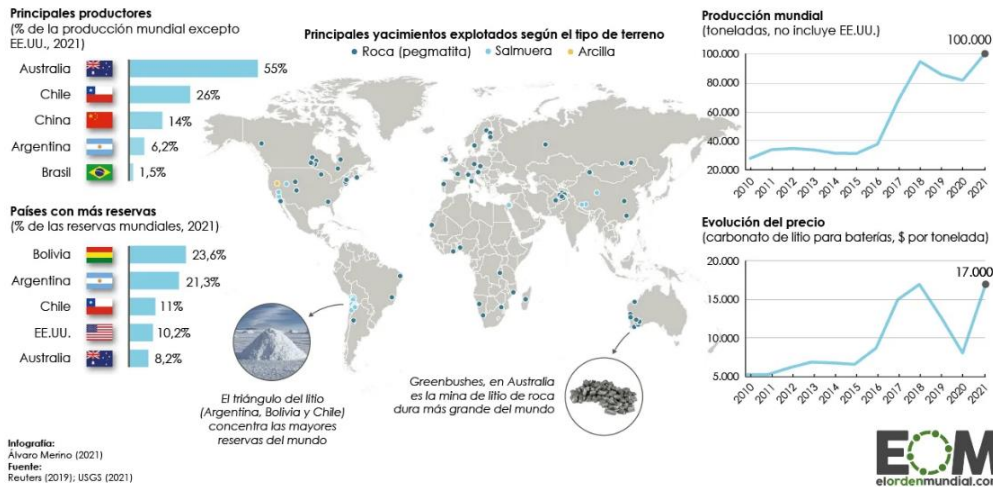 Principales productores
(% de la producción mundial excepto
EE.UU., 2021)
Australia 55%
Chile 26%
China 14%
Argentina 6,2%
Brasil 1,5%
Países con más reservas
(% de las reservas mundiales, 2021)
Bolivia 23,6%
Argentina 21,3%
Chile 11%
EE.UU. 10,2%
Australia 8,2%
Principales yacimientos explotados según el tipo de terreno
Roca (pegmatita) Salmuera Arcilla
El triángulo del litio
(Argentina, Bolivia y Chile)
concentra las mayores
reservas del mundo
Greenbushes, en Australia
es la mina de litio de roca
dura más grande del mundo
Producción mundial
(toneladas, no incluye EE.UU.)
100.000
100.000
80.000
60.000
40.000
20.000
0
2010 2011 2012 2013 2014 2015 2016 2017 2018 2019 2020 2021
Evolución del precio
(carbonato de litio para baterías, $ por tonelada)
20.000
17.000
15.000
10.000
5.000
2010 2011 2012 2013 2014 2015 2016 2017 2018 2019 2020 2021
Infografía:
Álvaro Merino (2021)
Fuente:
Reuters (2019); USGS (2021)
EOM
elordenmundial.com